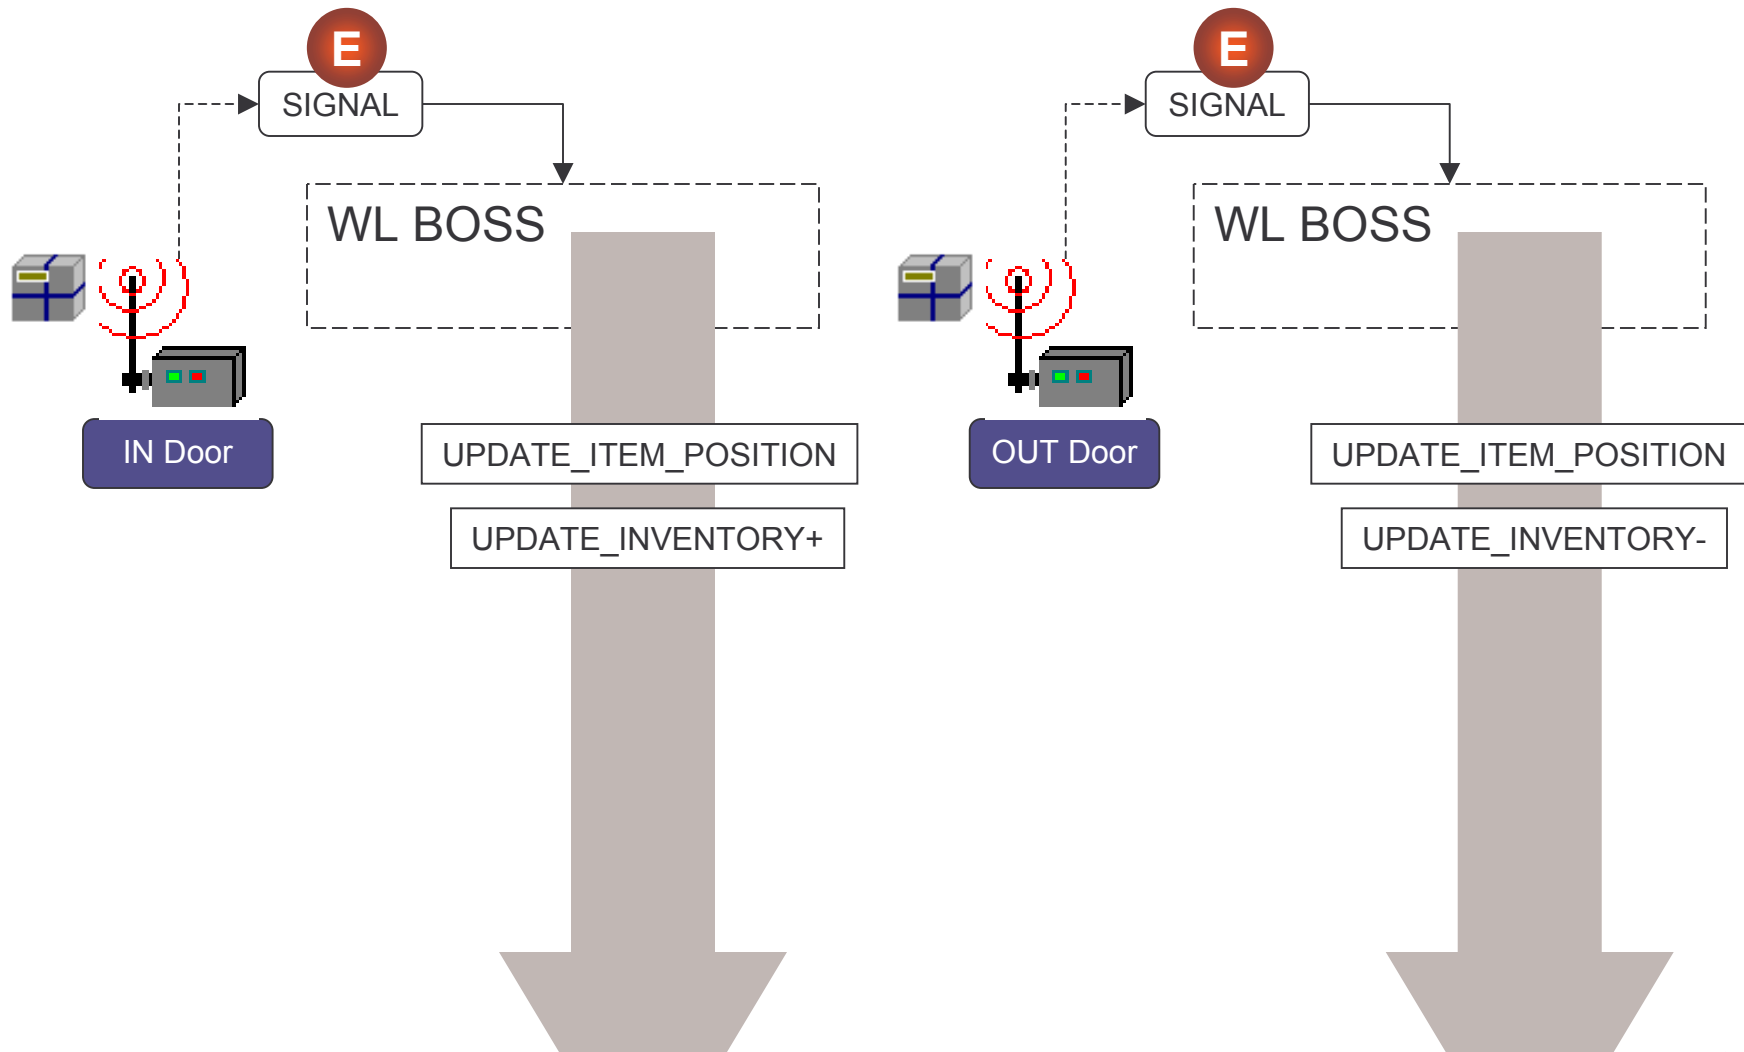 E
SIGNAL
WL BOSS
IN Door
UPDATE_ITEM_POSITION
UPDATE_INVENTORY+
E
SIGNAL
WL BOSS
OUT Door
UPDATE_ITEM_POSITION
UPDATE_INVENTORY-